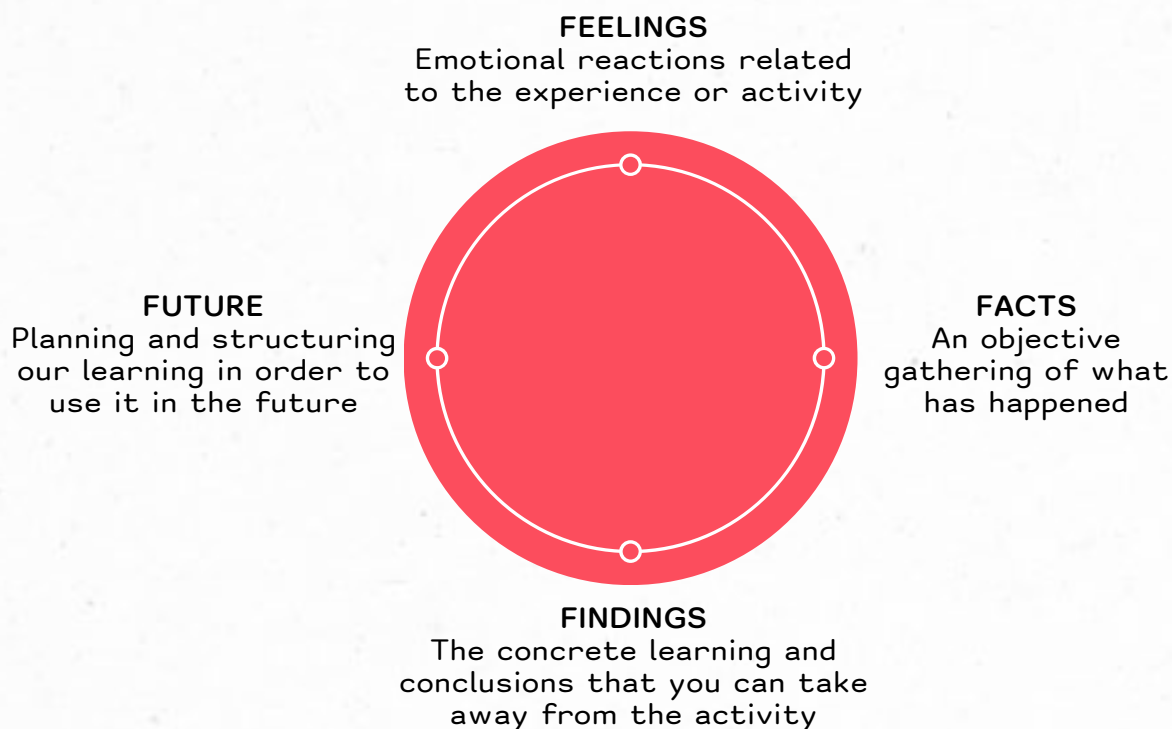 FEELINGS
Emotional reactions related
to the experience or activity
FUTURE
Planning and structuring
our learning in order to
use it in the future
FACTS
An objective
gathering of what
has happened
FINDINGS
The concrete learning and
conclusions that you can take
away from the activity